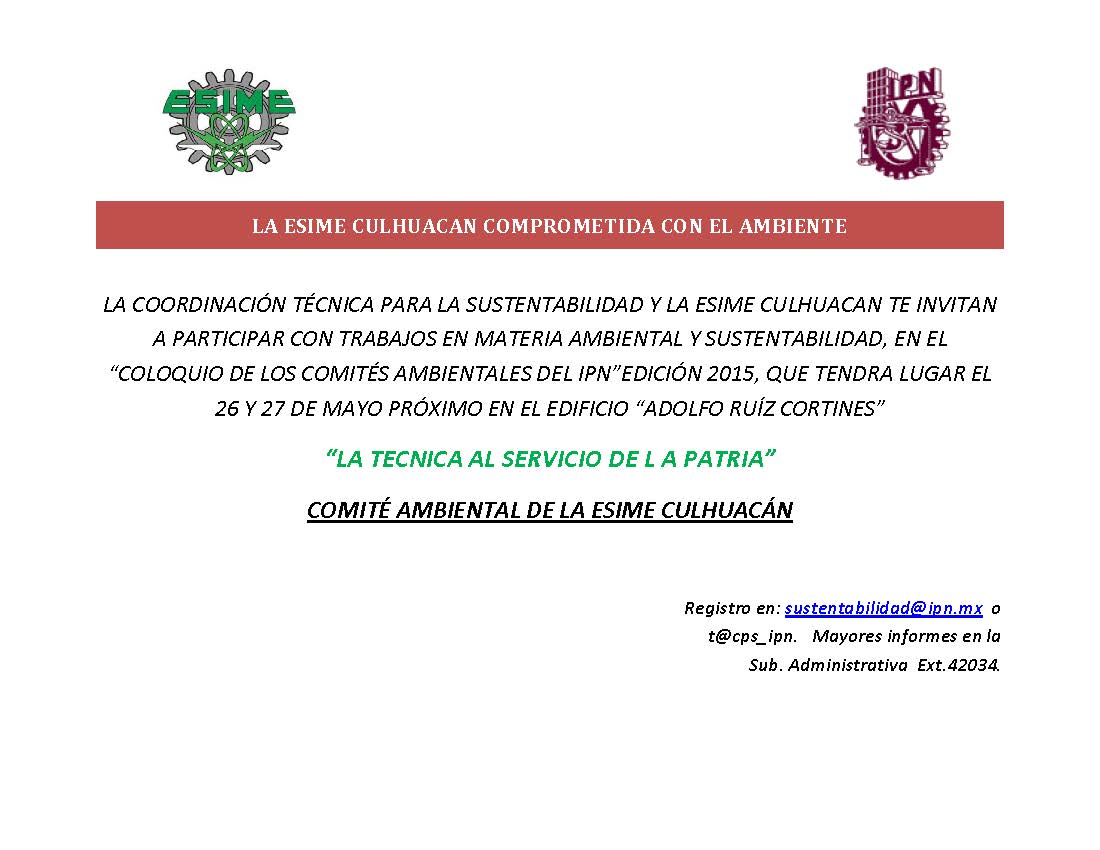 ESIME
IPN
LA ESIME CULHUACAN COMPROMETIDA CON EL AMBIENTE
LA COORDINACIÓN TÉCNICA PARA LA SUSTENTABILIDAD Y LA ESIME CULHUACAN TE INVITAN
A PARTICIPAR CON TRABAJOS EN MATERIA AMBIENTAL Y SUSTENTABILIDAD, EN EL
“COLOQUIO DE LOS COMITÉS AMBIENTALES DEL IPN”EDICIÓN 2015, QUE TENDRA LUGAR EL
26 Y 27 DE MAYO PRÓXIMO EN EL EDIFICIO “ADOLFO RUÍZ CORTINES”
“LA TECNICA AL SERVICIO DE L A PATRIA”
COMITÉ AMBIENTAL DE LA ESIME CULHUACÁN
Registro en: sustentabilidad@ipn.mx o
t@cps_ipn. Mayores informes en la
Sub. Administrativa Ext.42034.